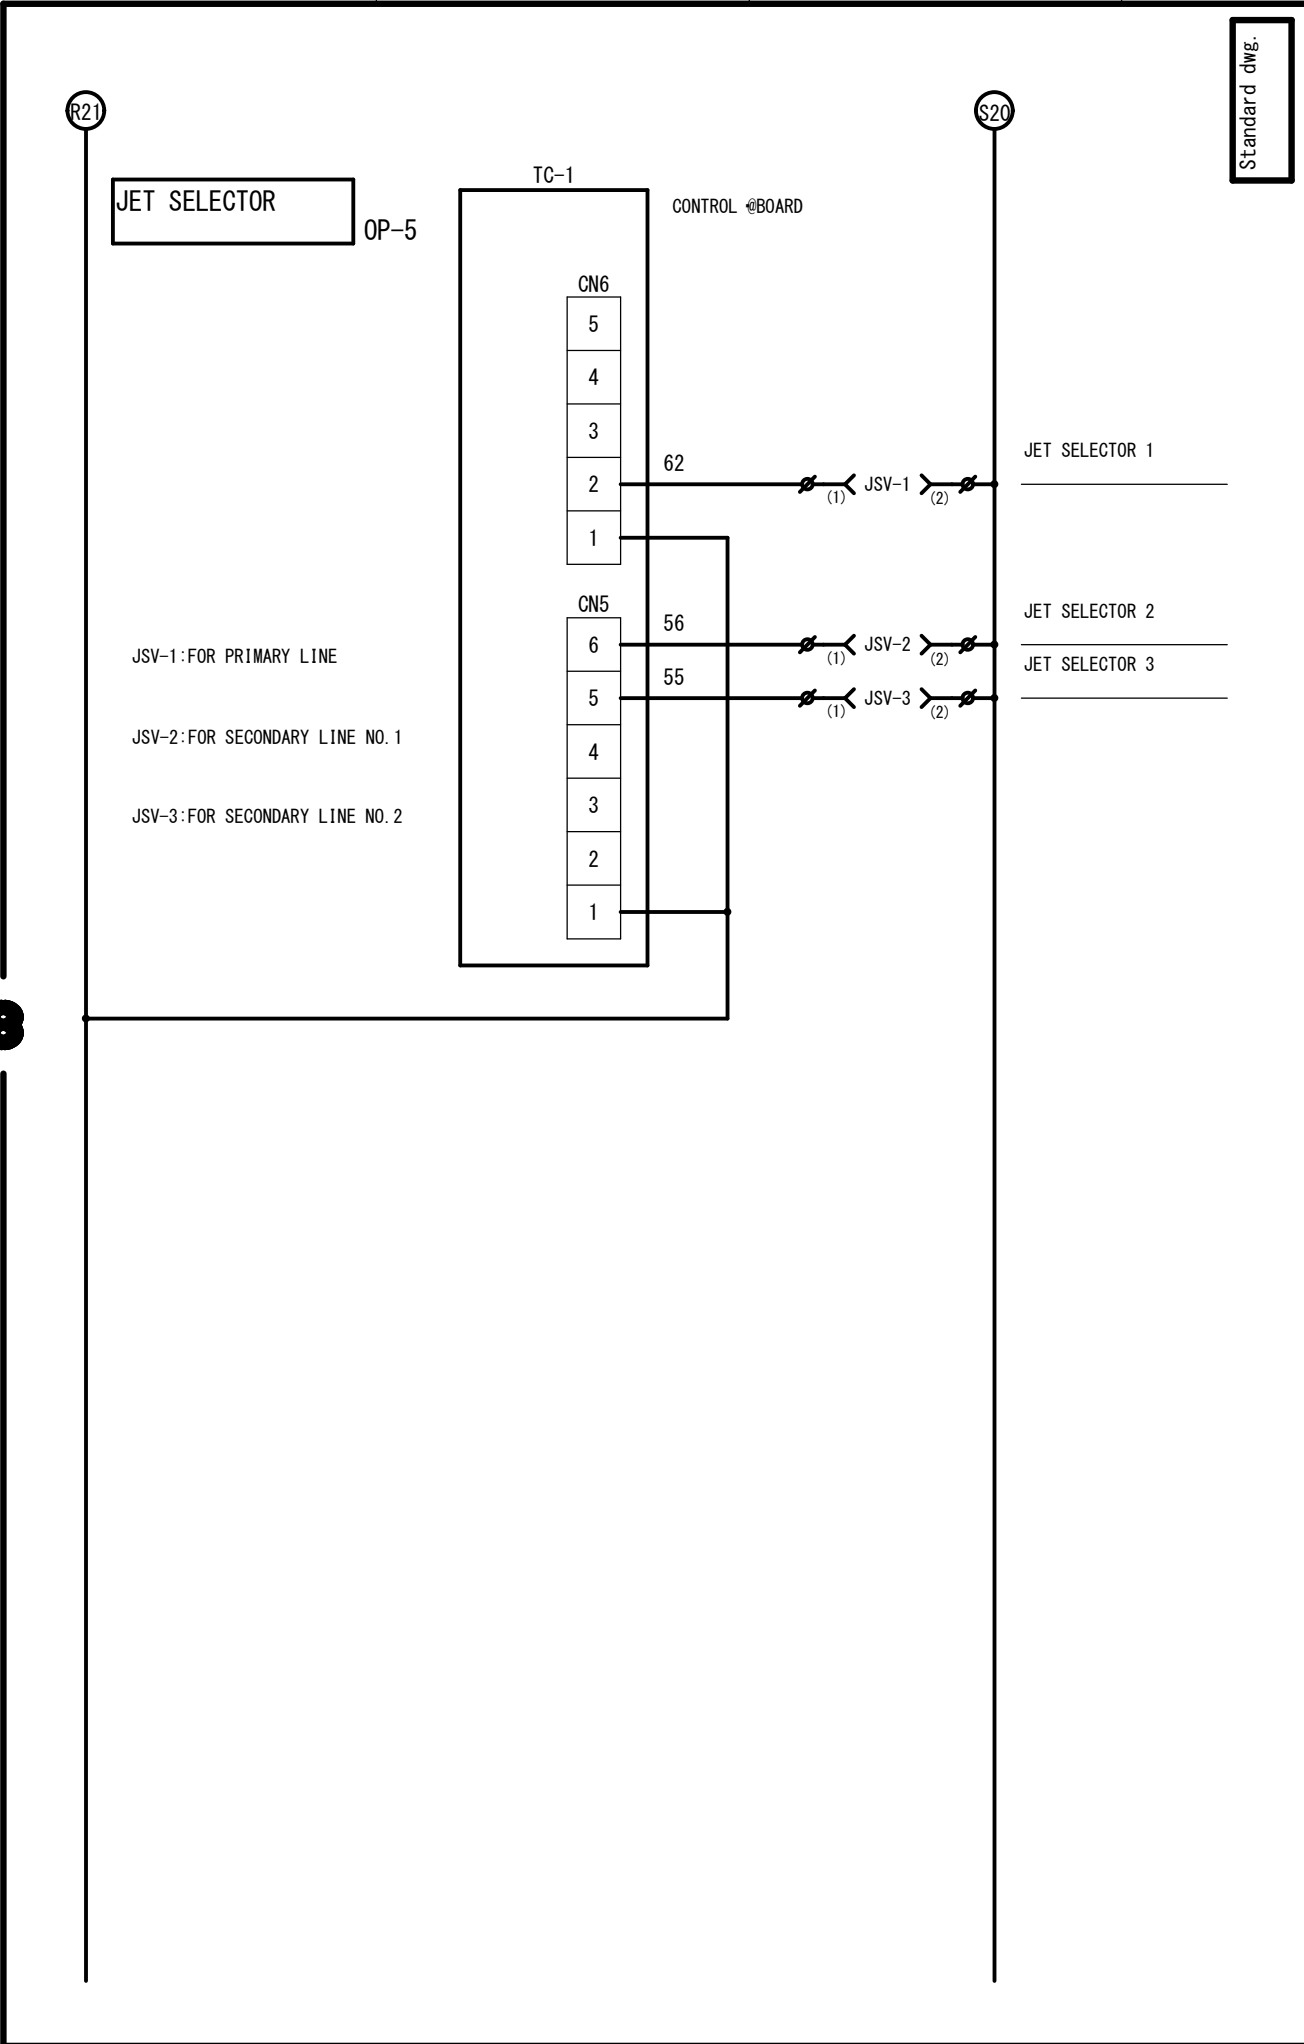 Standard dwg.
R21
S20
JET SELECTOR
OP-5
TC-1
CONTROL @BOARD
CN6
5
4
3
2
1
62
(1)
JSV-1
(2)
JET SELECTOR 1
CN5
6
5
4
3
2
1
56
(1)
JSV-2
(2)
JET SELECTOR 2
55
(1)
JSV-3
(2)
JET SELECTOR 3
JSV-1:FOR PRIMARY LINE
JSV-2:FOR SECONDARY LINE NO.1
JSV-3:FOR SECONDARY LINE NO.2